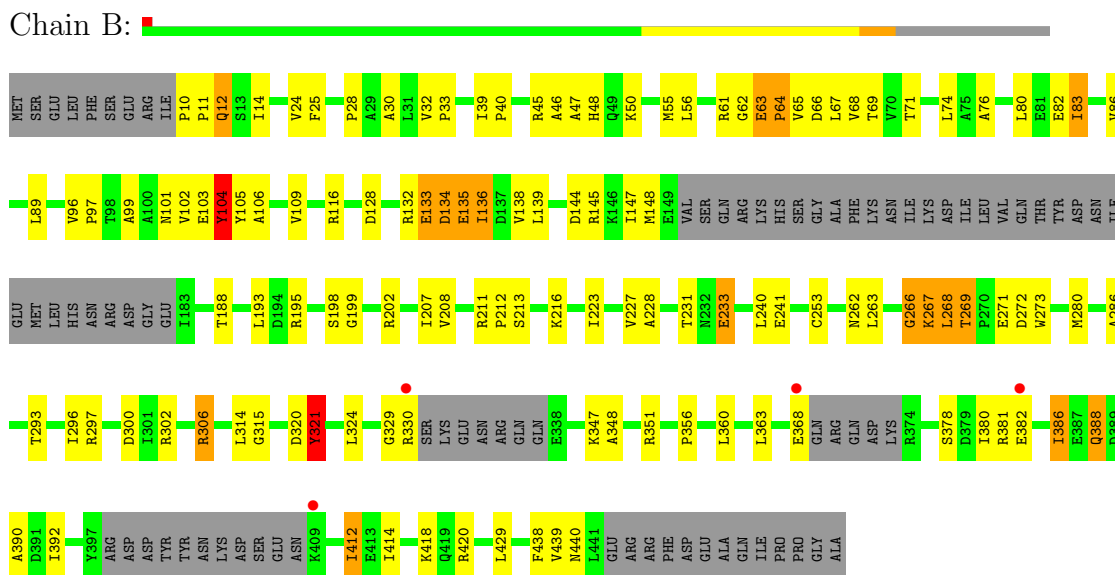 Chain B:
MET SER GLU LEU PHE SER GLU ARG ILE P10 P11 Q12 S13 I14 V24 F25 P28 A29 A30 L31 V32 P33 I39 P40 R45 A46 A47 H48 Q49 K50 M55 L56 R61 G62 E63 P64 V65 D66 L67 V68 T69 V70 T71 L74 A75 A76 L80 E81 E82 I83 V86
L89 V96 P97 T98 A99 A100 N101 V102 E103 Y104 Y105 A106 V109 R116 D128 R132 E133 D134 E135 I136 D137 V138 L139 D144 R145 K146 I147 M148 E149 VAL SER GLN ARG LYS HIS SER GLY ALA PHE LYS ASN ILE LYS ASP ILE LEU VAL GLN THR TYR ASP ASN ILE
GLU MET LEU HIS ASN ARG ASP GLY GLU I183 T188 L193 D194 R195 S198 G199 R202 I207 V208 R211 P212 S213 K216 I223 V227 A228 T231 N232 E233 L240 E241 C253 N262 L263 G266 K267 L268 T269 P270 E271 D272 W273 M280 A286
T293 I296 R297 D300 I301 R302 R306 L314 G315 D320 Y321 L324 G329 R330 SER LYS GLU ASN ARG GLN GLN E338 K347 A348 R351 P356 L360 L363 E368 GLN ARG GLN ASP LYS R374 S378 D379 I380 R381 E382 I386 E387 Q388 D389
A390 D391 I392 Y397 ARG ASP ASP TYR TYR ASN LYS ASP SER GLU ASN K409 I412 E413 I414 K418 Q419 R420 L429 F438 V439 N440 L441 GLU ARG ARG PHE ASP GLU ALA GLN ILE PRO PRO GLY ALA